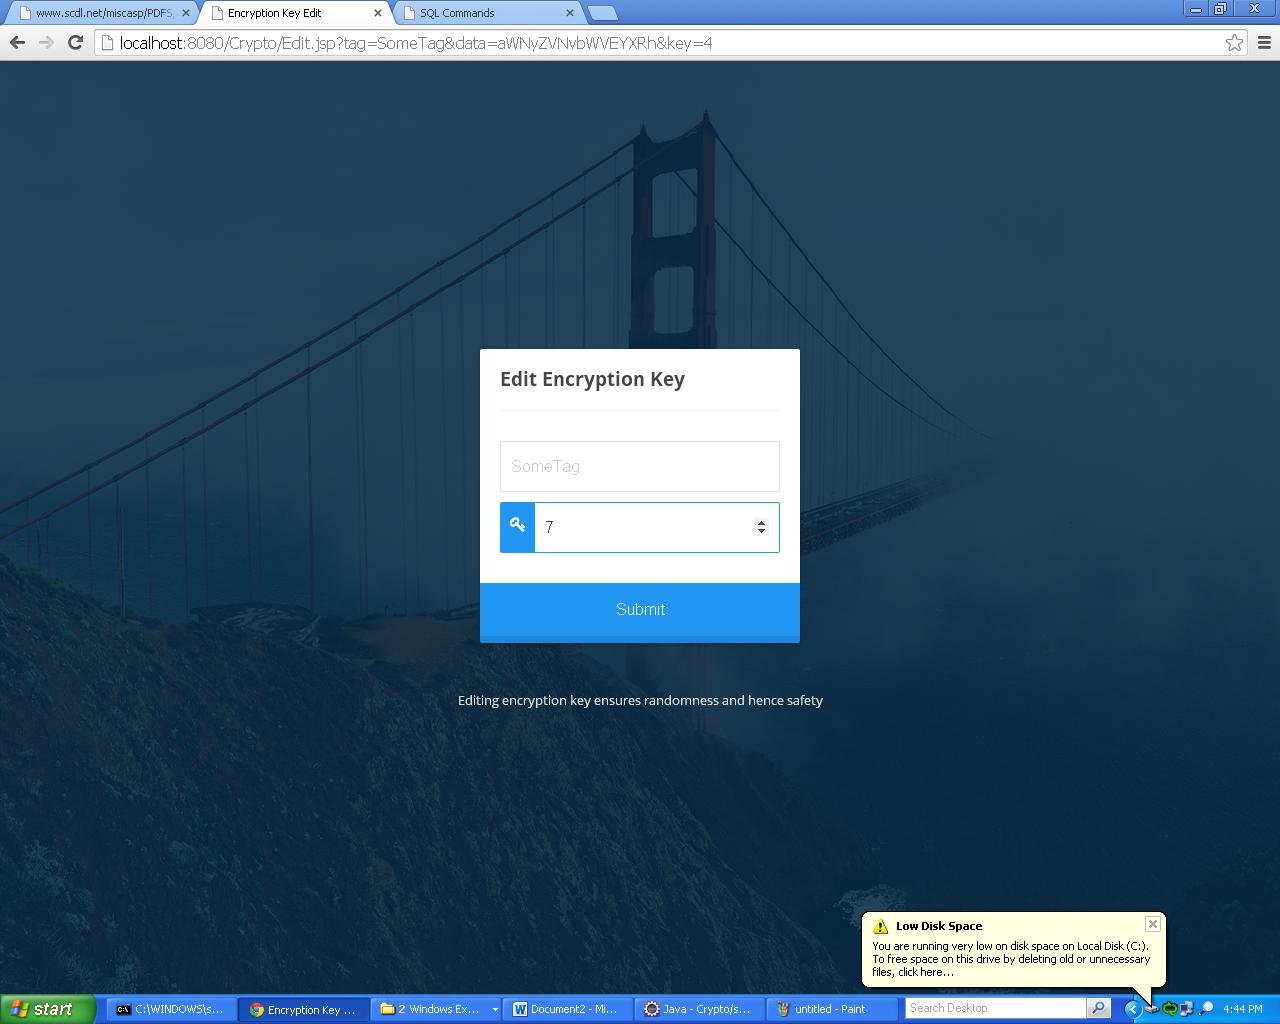 www.scdl.net/miscasp/PDFS
Encryption Key Edit
SQL Commands
localhost:8080/Crypto/Edit.jsp?tag=SomeTag&data=aWNyZVNvbWVEYXRh&key=4
Edit Encryption Key
SomeTag
7
Submit
Editing encryption key ensures randomness and hence safety
Low Disk Space
You are running very low on disk space on Local Disk (C:).
To free space on this drive by deleting old or unnecessary
files, click here...
start
C:\WINDOWS\s...
Encryption Key ...
2 Windows Ex...
Document2 - Mi...
Java - Crypto/s...
untitled - Paint
Search Desktop
4:44 PM